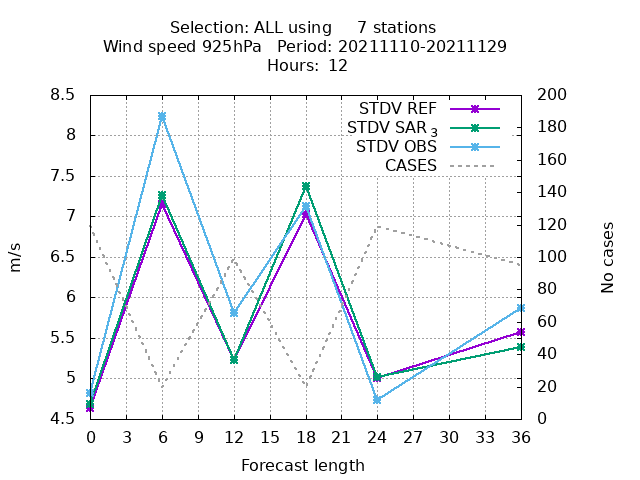 Selection: ALL using     7 stations
Wind speed 925hPa   Period: 20211110-20211129
Hours:  12
8.5
8
7.5
7
6.5
6
5.5
5
4.5
m/s
STDV REF
STDV SAR 3
STDV OBS
CASES
200
180
160
140
120
100
80
60
40
20
0
No cases
0 3 6 9 12 15 18 21 24 27 30 33 36
Forecast length